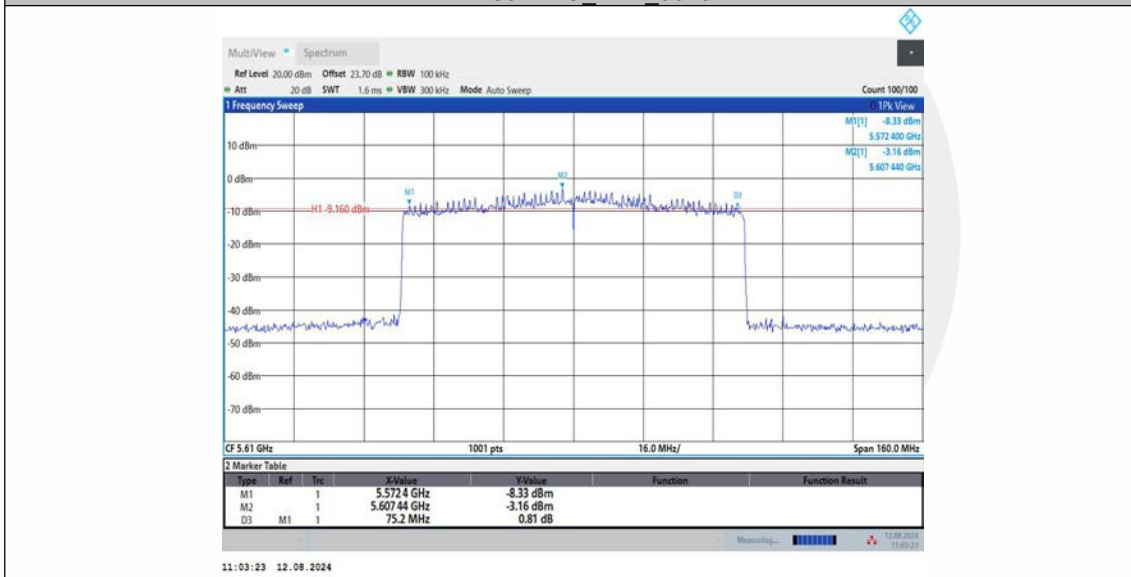 MultiView Spectrum
Ref Level 20.00 dBm Offset 23.70 dB RBW 100 kHz
Att 20 dB SWT 1.6 ms VBW 300 kHz Mode Auto Sweep Count 100/100
1 Frequency Sweep 1Pk View
M1[1] -8.33 dBm
5.572 400 GHz
10 dBm
M2[1] -3.16 dBm
5.607 440 GHz
0 dBm
M2
M1
D3
-10 dBm
H1 -9.160 dBm
-20 dBm
-30 dBm
-40 dBm
-50 dBm
-60 dBm
-70 dBm
CF 5.61 GHz 1001 pts 16.0 MHz/ Span 160.0 MHz
2 Marker Table
Type Ref Trc X-Value Y-Value Function Function Result
M1 1 5.5724 GHz -8.33 dBm
M2 1 5.60744 GHz -3.16 dBm
D3 M1 1 75.2 MHz 0.81 dB
Measuring...
11:03:23
11:03:23 12.08.2024